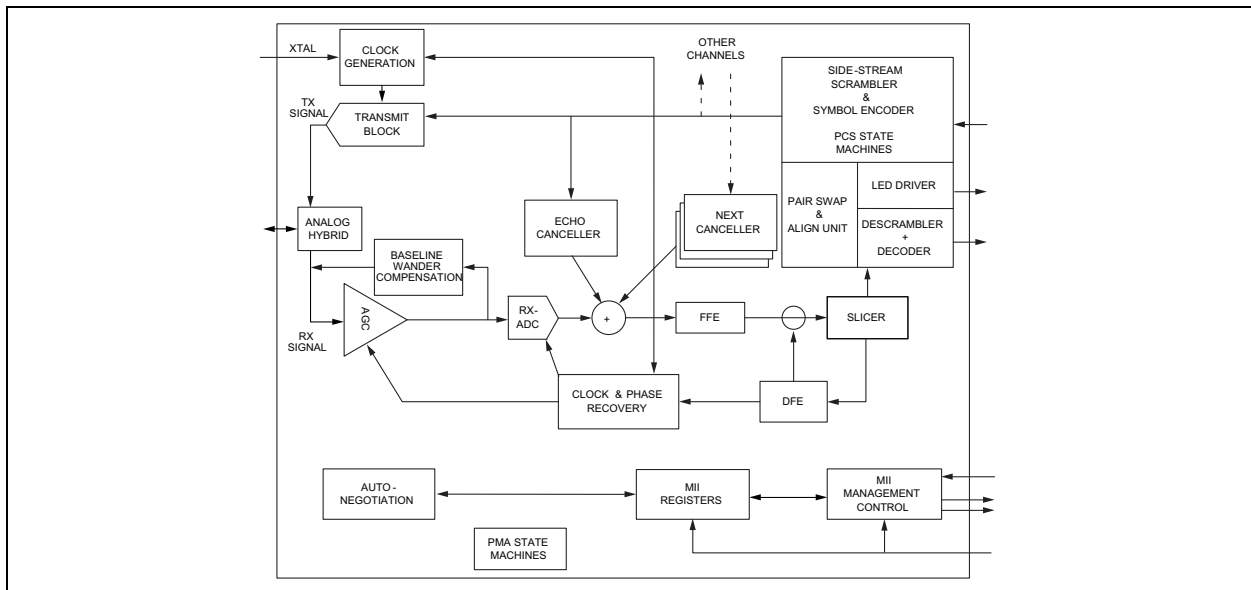 XTAL
CLOCK
GENERATION
OTHER
CHANNELS
SIDE-STREAM
SCRAMBLER
&
SYMBOL ENCODER
PCS STATE
MACHINES
TX
SIGNAL
TRANSMIT
BLOCK
LED DRIVER
PAIR SWAP
&
ALIGN UNIT
DESCRAMBLER
+
DECODER
ANALOG
HYBRID
ECHO
CANCELLER
NEXT
CANCELLER
BASELINE
WANDER
COMPENSATION
AGC
RX-
ADC
+
FFE
SLICER
RX
SIGNAL
CLOCK & PHASE
RECOVERY
DFE
AUTO-
NEGOTIATION
MII
REGISTERS
MII
MANAGEMENT
CONTROL
PMA STATE
MACHINES